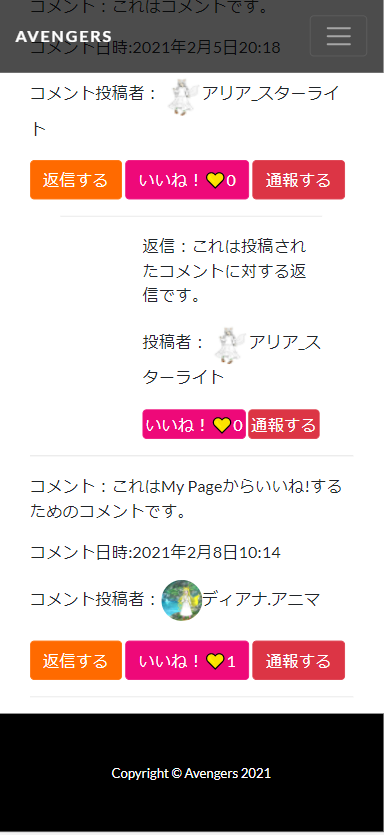 コメント：これはコメントです。
AVENGERS
コメント日時:2021年2月5日20:18
コメント投稿者： アリア_スターライ
ト
返信する いいね！💛0 通報する
返信：これは投稿され
たコメントに対する返
信です。
投稿者： アリア_ス
ターライト
いいね！💛0 通報する
コメント：これはMy Pageからいいね!する
ためのコメントです。
コメント日時:2021年2月8日10:14
コメント投稿者：ディアナ.アニマ
返信する いいね！💛1 通報する
Copyright © Avengers 2021